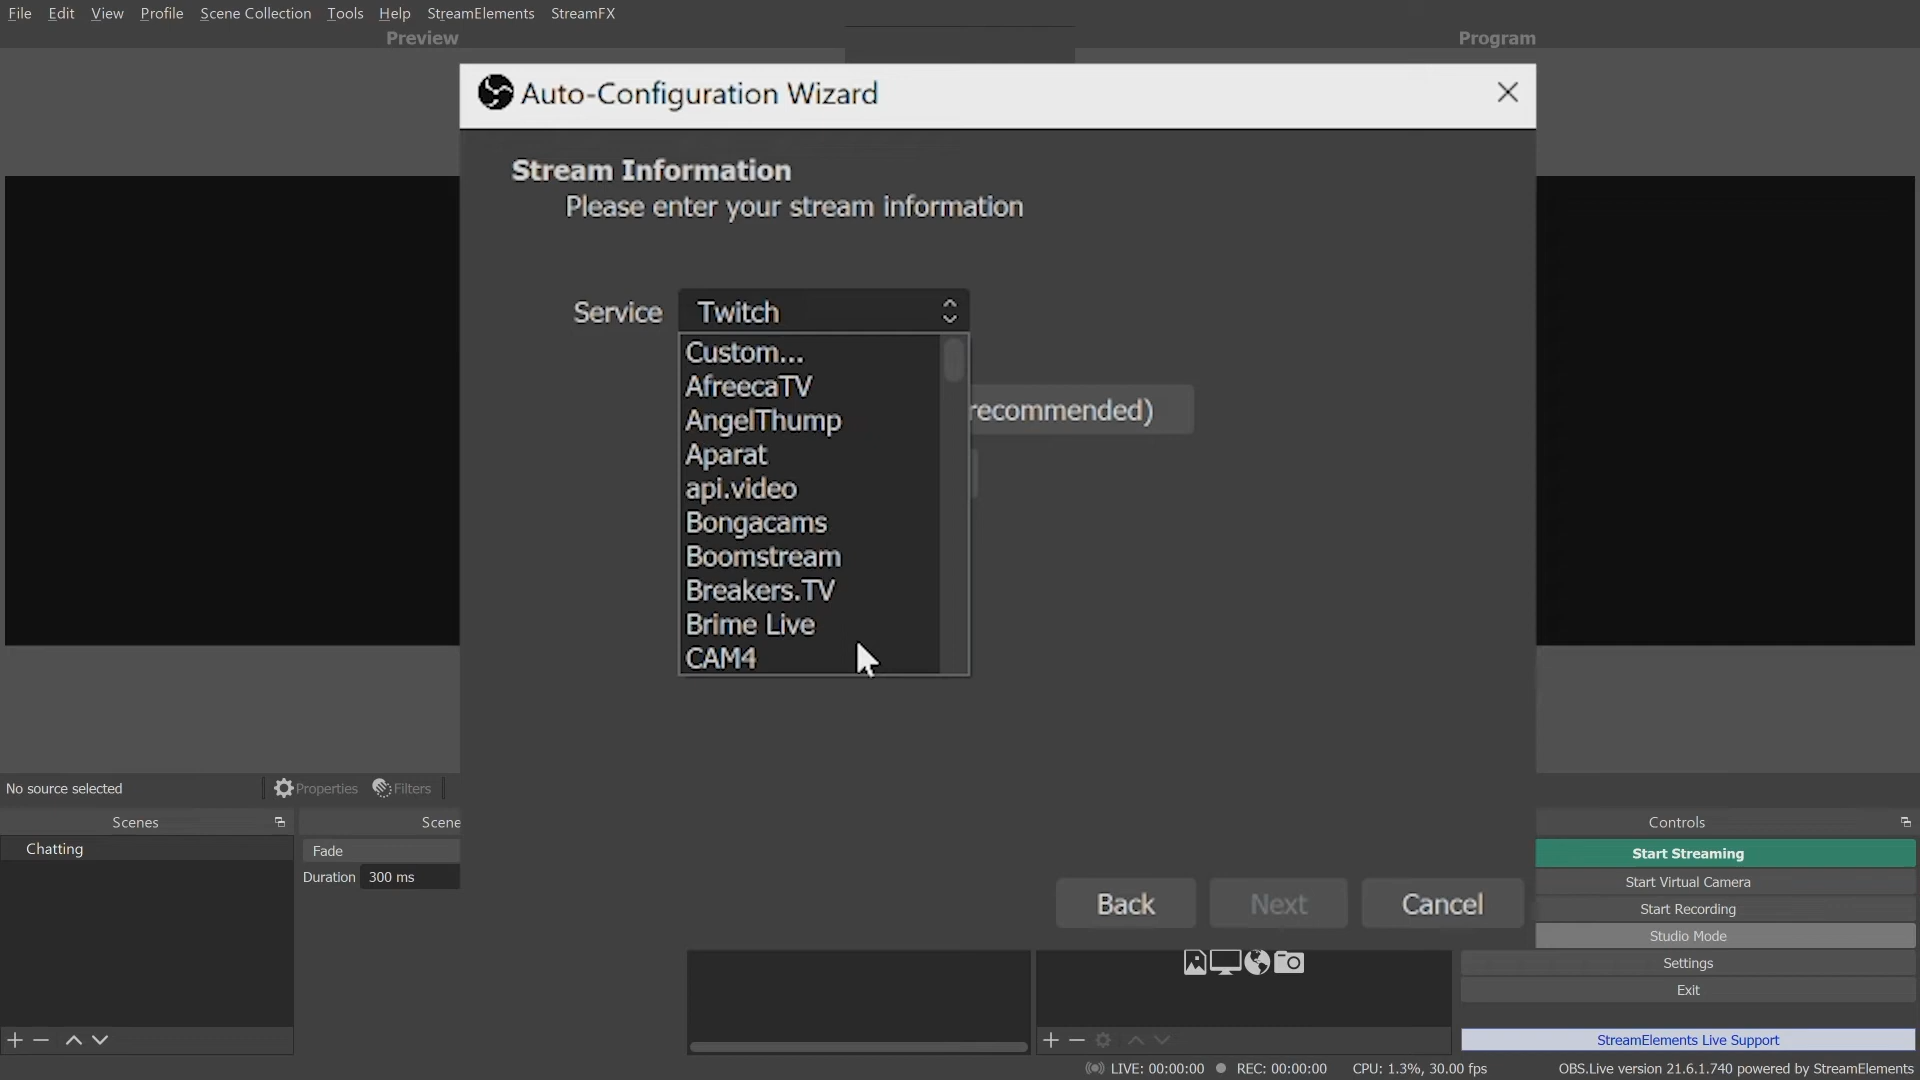 File Edit View Profile Scene Collection Tools Help StreamElements StreamFX
Preview
Program
Auto-Configuration Wizard
Stream Information
Please enter your stream information
Service Twitch
Custom...
AfreecaTV
recommended)
AngelThump
Aparat
api.video
Bongacams
Boomstream
Breakers.TV
Brime Live
CAM4
No source selected
Properties Filters
Scenes
Scene
Controls
Chatting
Fade
Duration 300 ms
Back Next Cancel
Start Streaming
Start Virtual Camera
Start Recording
Studio Mode
Settings
Exit
StreamElements Live Support
LIVE: 00:00:00 REC: 00:00:00 CPU: 1.3%, 30.00 fps OBS.Live version 21.6.1.740 powered by StreamElements